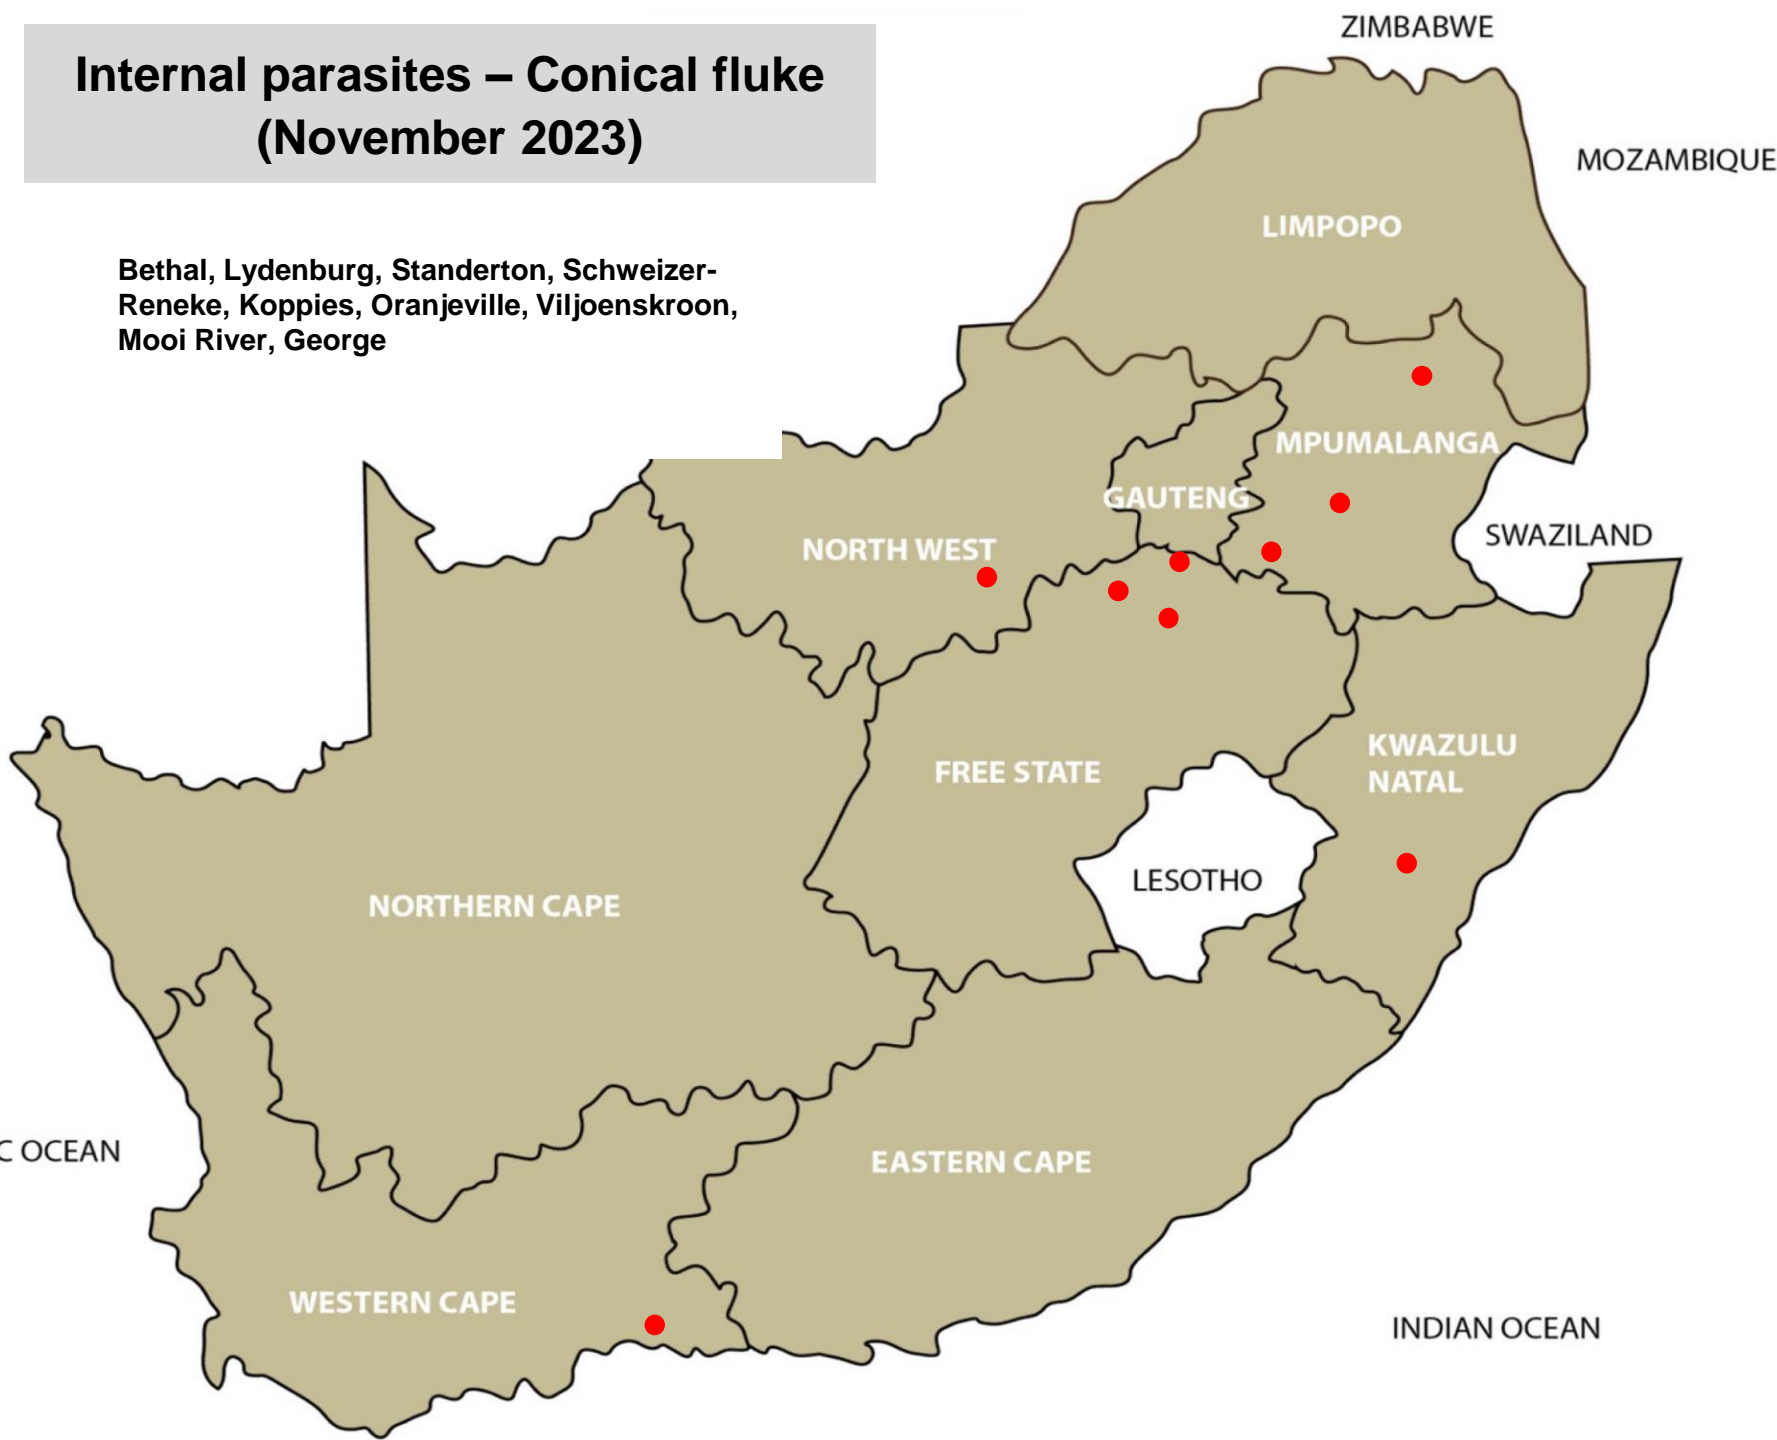 Internal parasites – Conical fluke
(November 2023)
Bethal, Lydenburg, Standerton, Schweizer-
Reneke, Koppies, Oranjeville, Viljoenskroon,
Mooi River, George
ZIMBABWE
MOZAMBIQUE
LIMPOPO
MPUMALANGA
GAUTENG
SWAZILAND
NORTH WEST
KWAZULU
NATAL
FREE STATE
LESOTHO
NORTHERN CAPE
C OCEAN
EASTERN CAPE
WESTERN CAPE
INDIAN OCEAN